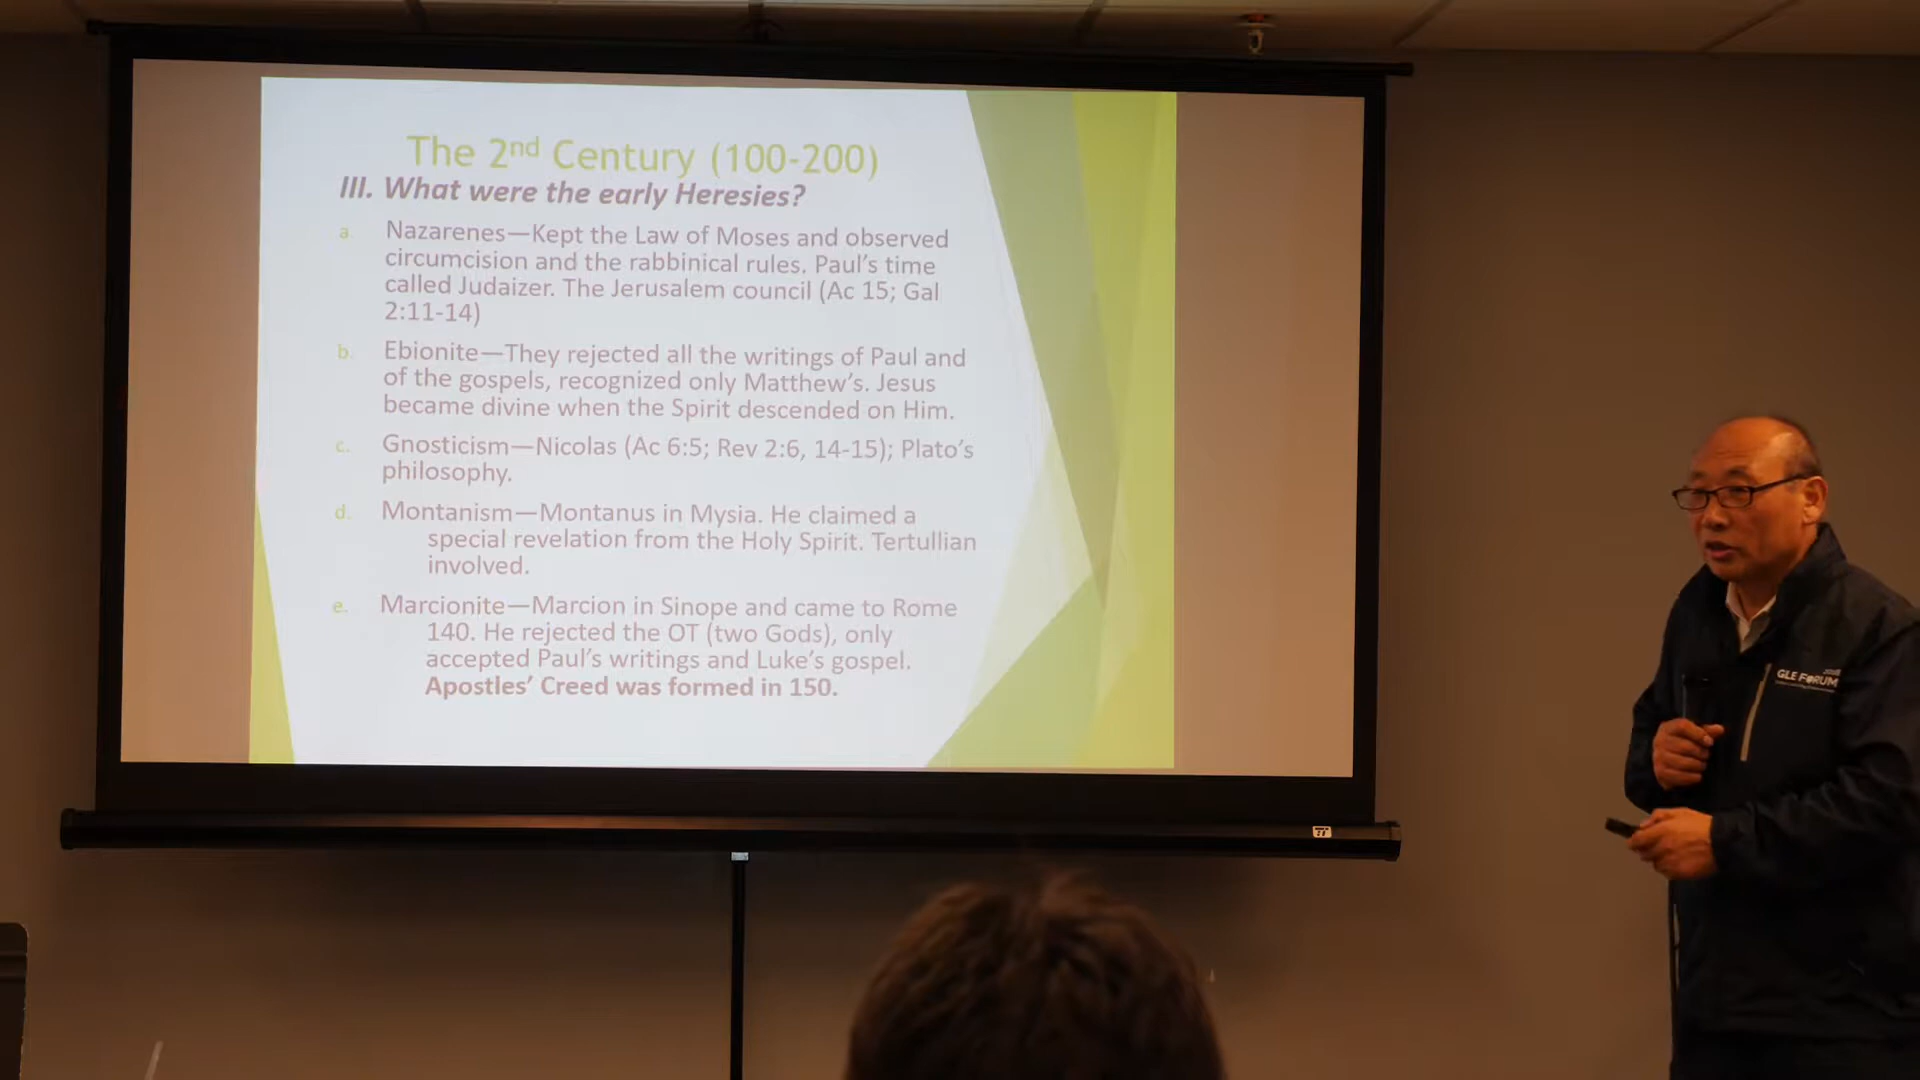 The 2nd Century (100-200)
III. What were the early Heresies?
a. Nazarenes—Kept the Law of Moses and observed
circumcision and the rabbinical rules. Paul's time
called Judaizer. The Jerusalem council (Ac 15; Gal
2:11-14)
b. Ebionite—They rejected all the writings of Paul and
of the gospels, recognized only Matthew's. Jesus
became divine when the Spirit descended on Him.
c. Gnosticism—Nicolas (Ac 6:5; Rev 2:6, 14-15); Plato's
philosophy.
d. Montanism—Montanus in Mysia. He claimed a
special revelation from the Holy Spirit. Tertullian
involved.
e. Marcionite—Marcion in Sinope and came to Rome
140. He rejected the OT (two Gods), only
accepted Paul's writings and Luke's gospel.
Apostles' Creed was formed in 150.
GLE FORUM